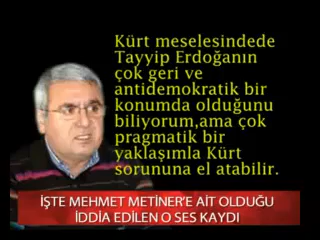 Kürt meselesindede
Tayyip Erdoğanın
çok geri ve
antidemokratik bir
konumda olduğunu
biliyorum,ama çok
pragmatik bir
yaklaşımla Kürt
sorununa el atabilir.
İŞTE MEHMET METİNER'E AİT OLDUĞU
İDDİA EDİLEN O SES KAYDI